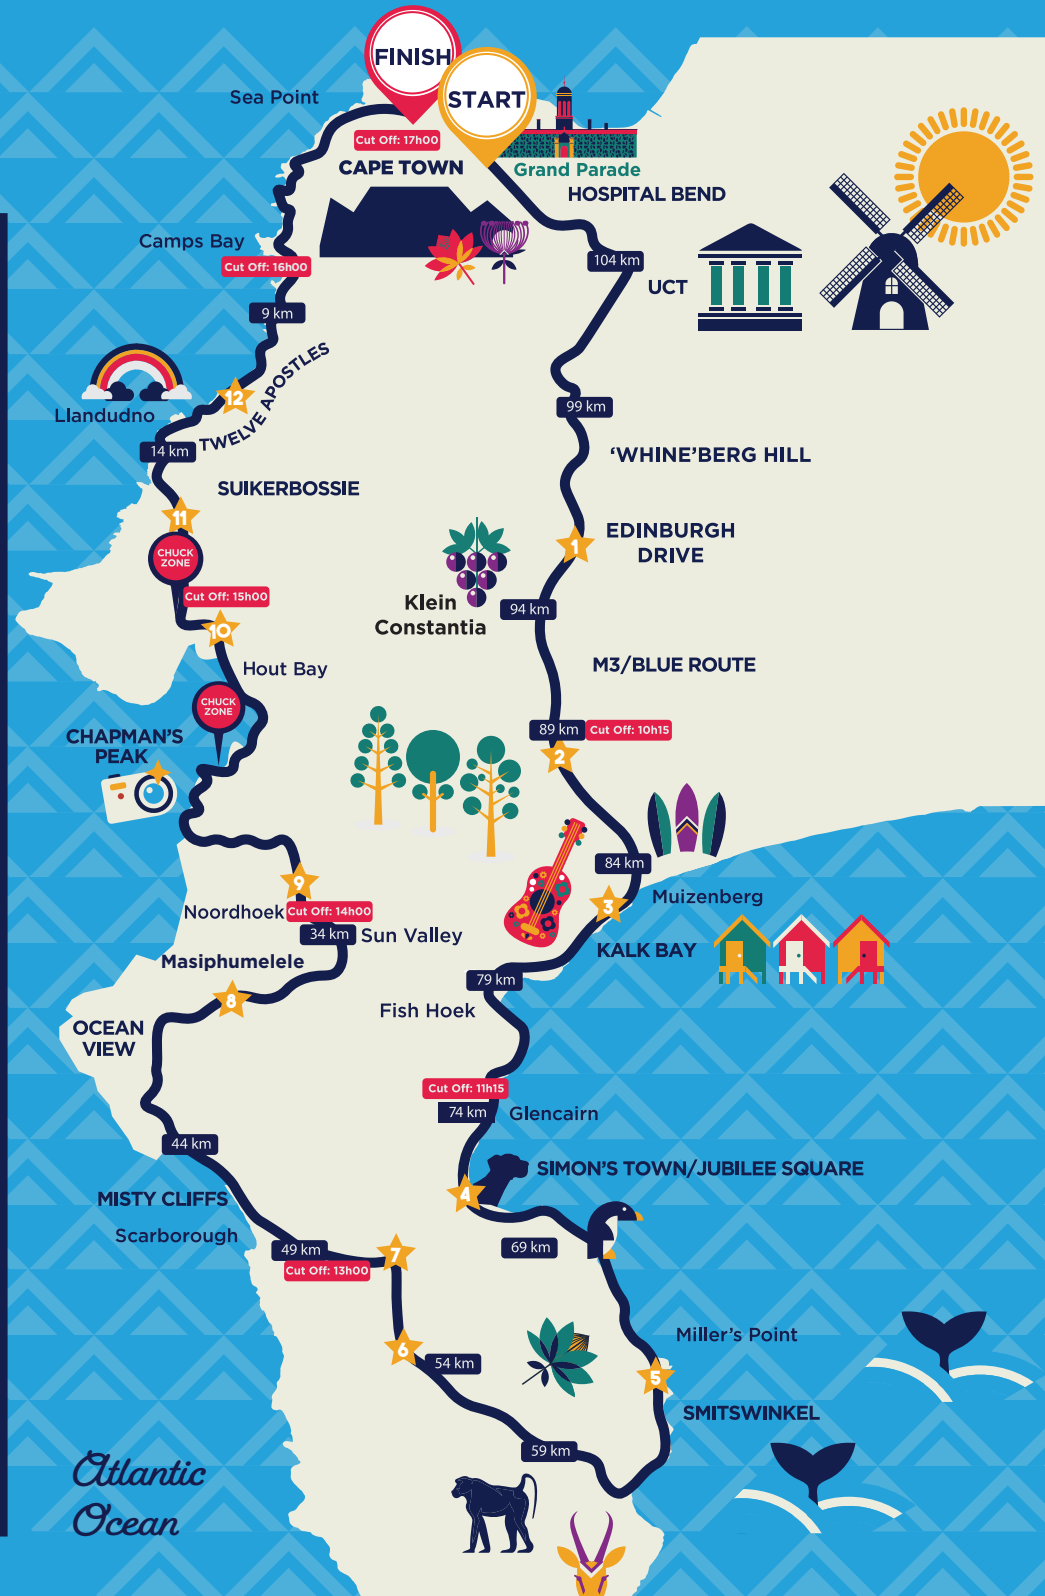 FINISH
START
Sea Point
Cut Off: 17h00
CAPE TOWN
Grand Parade
HOSPITAL BEND
Camps Bay
Cut Off: 16h00
104 km
UCT
9 km
TWELVE APOSTLES
12
Llandudno
99 km
14 km
'WHINE'BERG HILL
SUIKERBOSSIE
11
EDINBURGH
DRIVE
1
CHUCK
ZONE
Cut Off: 15h00
Klein
Constantia
94 km
10
Hout Bay
M3/BLUE ROUTE
CHUCK
ZONE
CHAPMAN'S
PEAK
89 km
Cut Off: 10h15
2
84 km
9
Muizenberg
3
Noordhoek
Cut Off: 14h00
34 km
Sun Valley
KALK BAY
Masiphumelele
79 km
8
Fish Hoek
OCEAN
VIEW
Cut Off: 11h15
74 km
Glencairn
44 km
SIMON'S TOWN/JUBILEE SQUARE
4
MISTY CLIFFS
Scarborough
69 km
49 km
7
Cut Off: 13h00
Miller's Point
6
54 km
5
SMITSWINKEL
59 km
Atlantic
Ocean